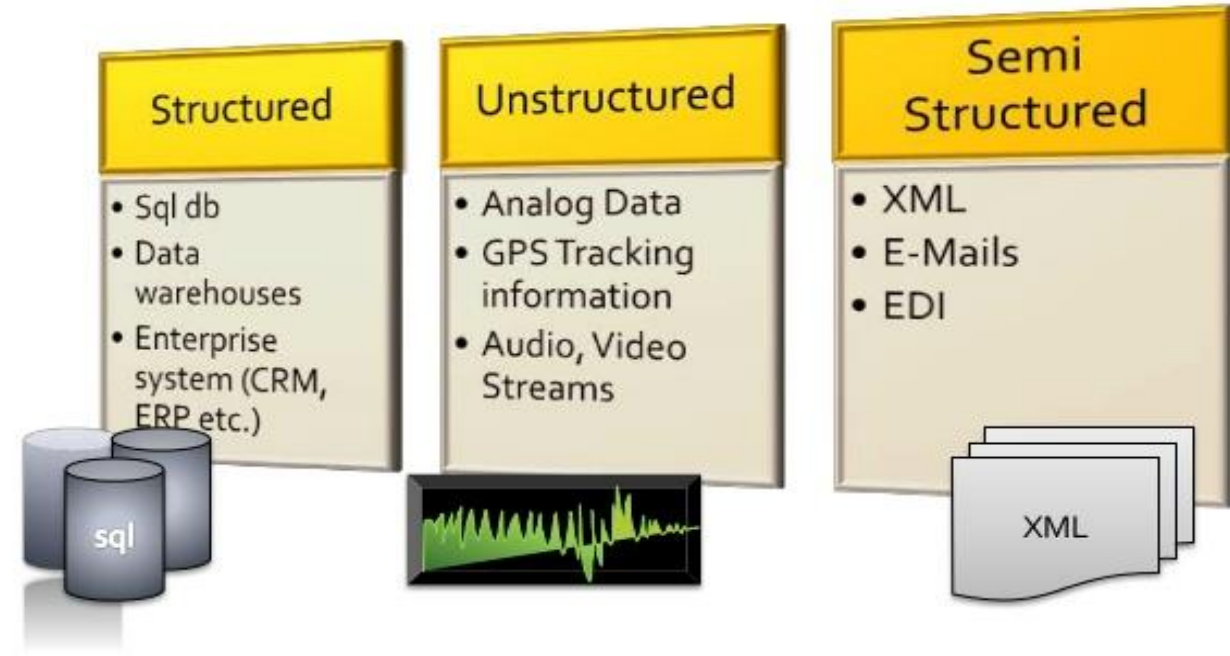 Structured
• Sql db
• Data
warehouses
• Enterprise
system (CRM,
ERP etc.)
sql
Unstructured
• Analog Data
• GPS Tracking
information
• Audio, Video
Streams
Semi
Structured
• XML
• E-Mails
• EDI
XML